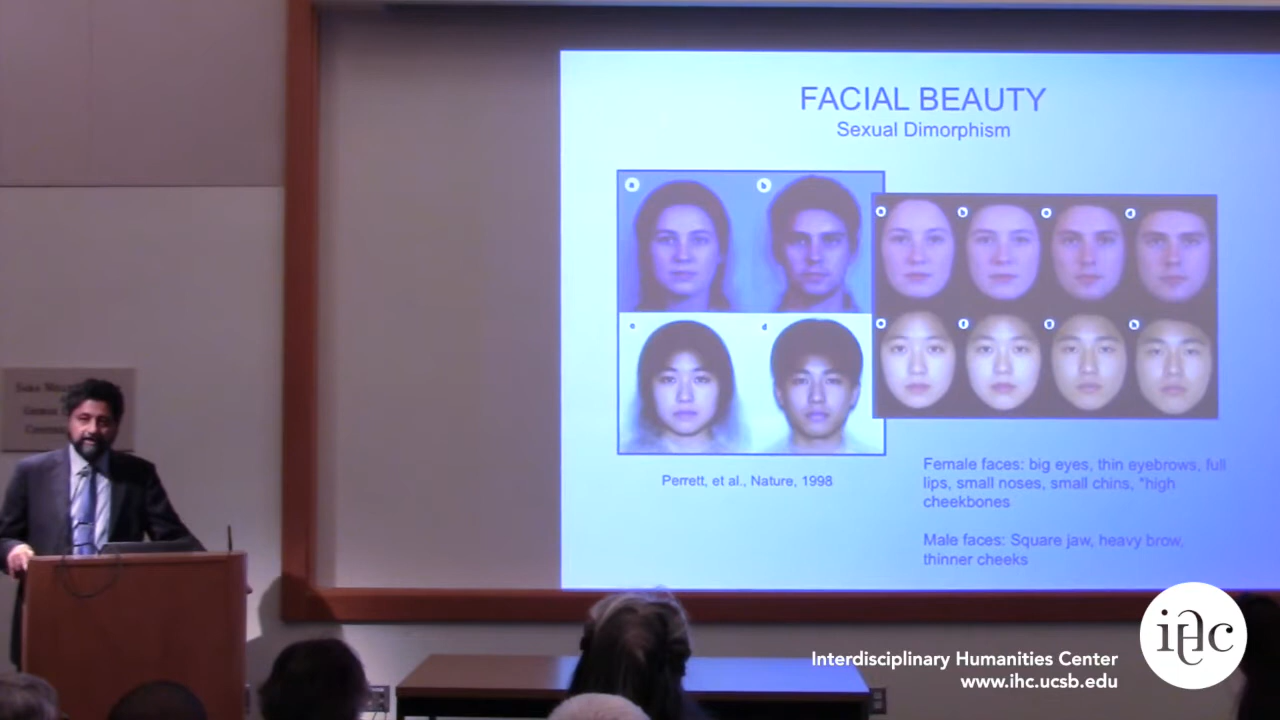 FACIAL BEAUTY
Sexual Dimorphism
a
b
c
d
a
b
c
d
e
f
g
h
Perrett, et al., Nature, 1998
Female faces: big eyes, thin eyebrows, full
lips, small noses, small chins, *high
cheekbones
Male faces: Square jaw, heavy brow,
thinner cheeks
Interdisciplinary Humanities Center
www.ihc.ucsb.edu
ihc